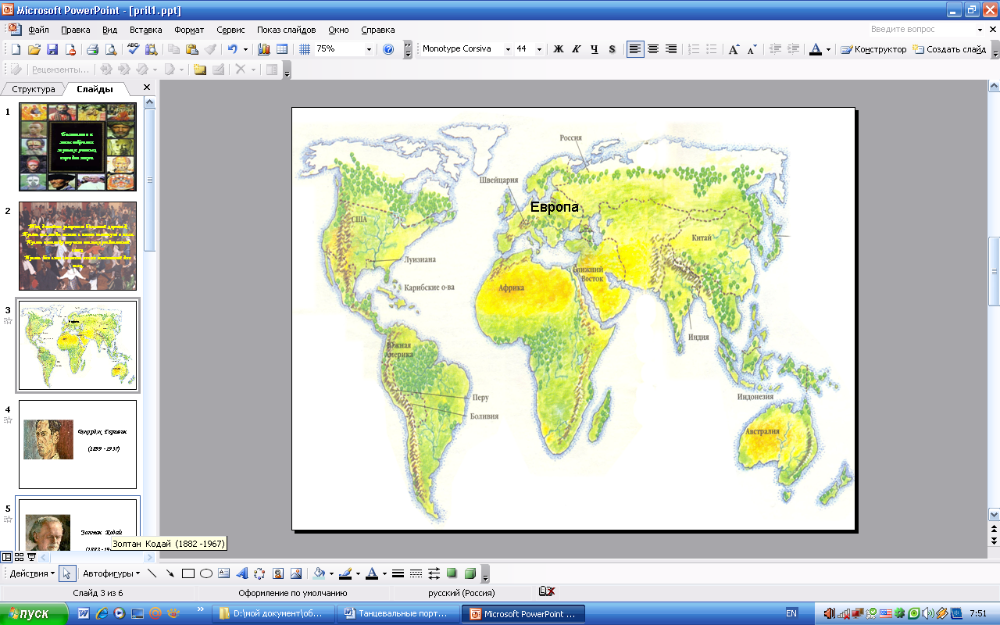 Microsoft PowerPoint - [pril1.ppt]
Файл Правка Вид Вставка Формат Сервис Показ слайдов Окно Справка Введите вопрос
75% Monotype Corsiva 44 Ж К Ч S Конструктор Создать слайд
Рецензенты...
Структура Слайды
1
2
3
Европа
4
(1899 -1937)
5
Золтан Кодай
Золтан Кодай (1882 -1967)
Россия
Швейцария
Европа
США
Китай
Луизиана
Ближний
Восток
Карибские о-ва
Африка
Индия
Южная
Америка
Перу
Индонезия
Боливия
Австралия
Действия Автофигуры
Слайд 3 из 6 Оформление по умолчанию русский (Россия)
пуск D:\мой документ\об... Танцевальные порт... Microsoft PowerPoint ... EN 7:51